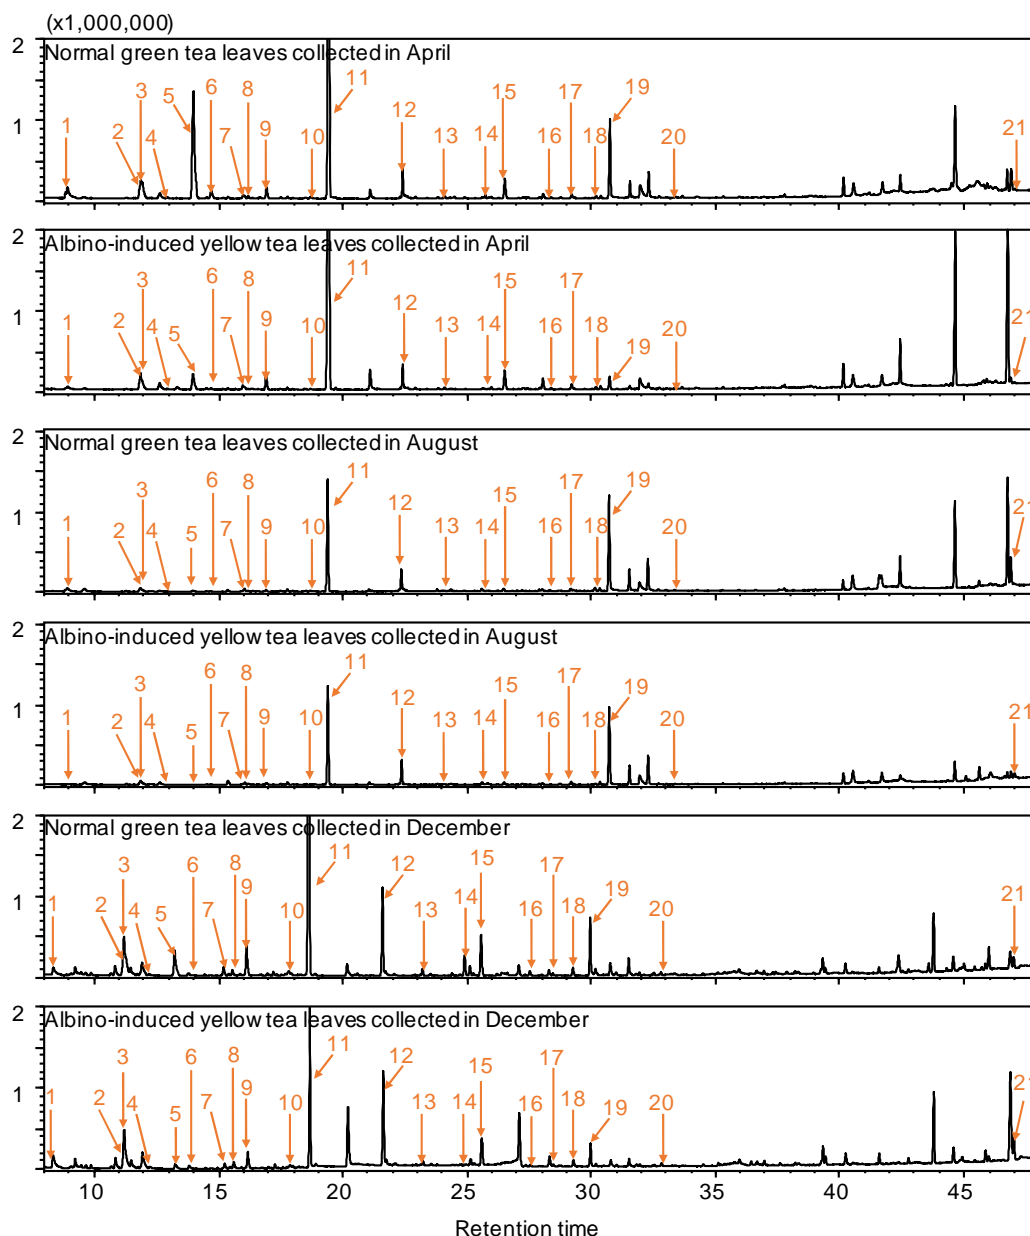 (x1,000,000)
2
Normal green tea leaves collected in April
1
1 2 3 4 5 6 7 8 9 10 11 12 13 14 15 16 17 18 19 20 21
2
Albino-induced yellow tea leaves collected in April
1
1 2 3 4 5 6 7 8 9 10 11 12 13 14 15 16 17 18 19 20 21
2
Normal green tea leaves collected in August
1
1 2 3 4 5 6 7 8 9 10 11 12 13 14 15 16 17 18 19 20 21
2
Albino-induced yellow tea leaves collected in August
1
1 2 3 4 5 6 7 8 9 10 11 12 13 14 15 16 17 18 19 20 21
2
Normal green tea leaves collected in December
1
1 2 3 4 5 6 7 8 9 10 11 12 13 14 15 16 17 18 19 20 21
2
Albino-induced yellow tea leaves collected in December
1
1 2 3 4 5 6 7 8 9 10 11 12 13 14 15 16 17 18 19 20 21
10 15 20 25 30 35 40 45
Retention time